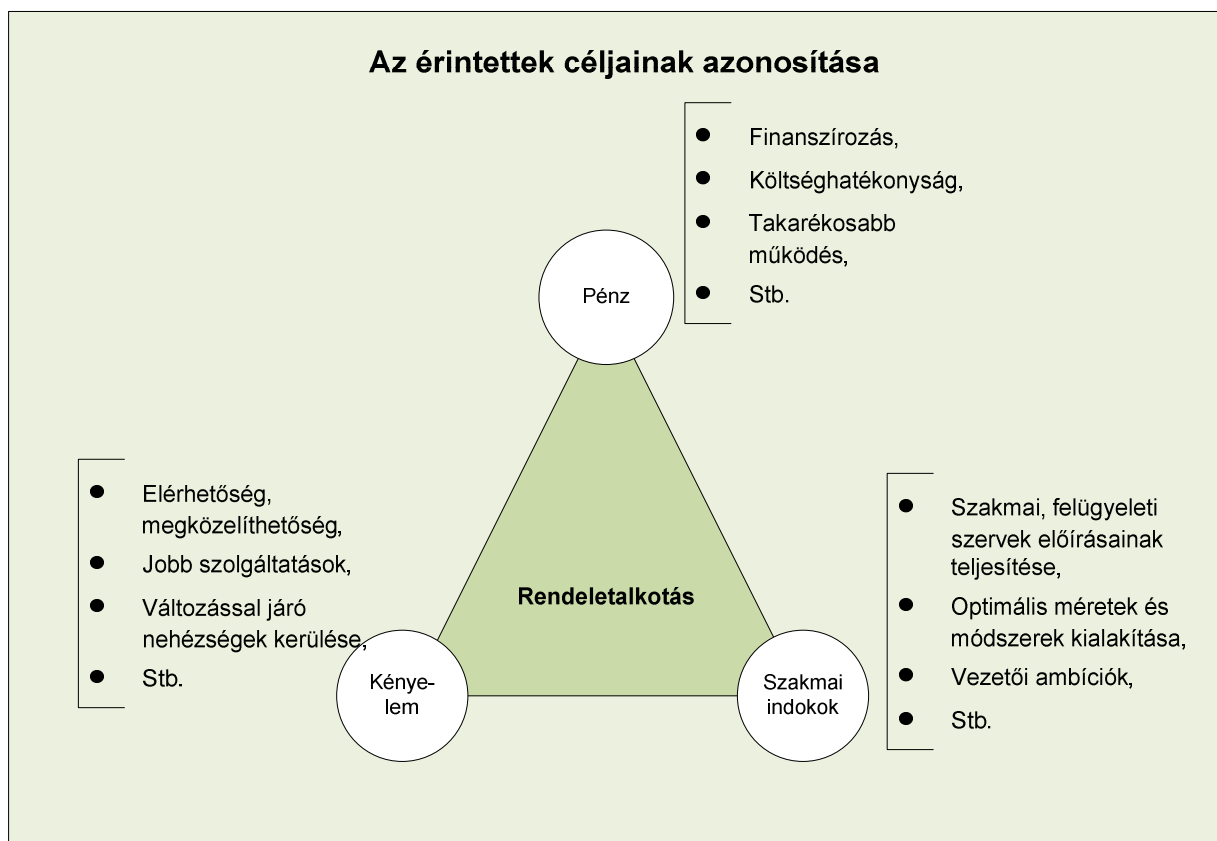 Az érintettek céljainak azonosítása
● Finanszírozás,
● Költséghatékonyság,
● Takarékosabb
működés,
● Stb.
Pénz
● Elérhetőség,
megközelíthetőség,
● Jobb szolgáltatások,
● Változással járó
nehézségek kerülése,
● Stb.
Rendeletalkotás
Kénye-
lem
Szakmai
indokok
● Szakmai, felügyeleti
szervek előírásainak
teljesítése,
● Optimális méretek és
módszerek kialakítása,
● Vezetői ambíciók,
● Stb.